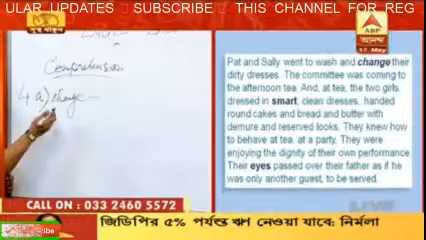 ULAR UPDATES SUBSCRIBE THIS CHANNEL FOR REG
সুস্থ থাকুন
abp
আনন্দ
17. May
Comprehension
4 a) change –
Pat and Sally went to wash and change their
dirty dresses. The committee was coming to
the afternoon tea. And, at tea, the two girls
dressed in smart, clean dresses, handed
round cakes and bread and butter with
demure and reserved looks. They knew how
to behave at tea, at a party. They were
enjoying the dignity of their own performance.
Their eyes passed over their father as if he
was only another guest, to be served.
LIVE
CALL ON : 033 2460 5572
জিডিপির ৫% পর্যন্ত ঋণ নেওয়া যাবে: নির্মলা